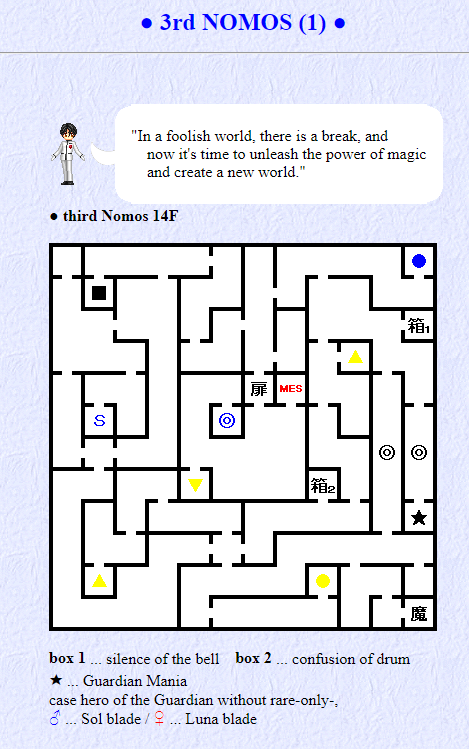 ● 3rd NOMOS (1) ●
"In a foolish world, there is a break, and
now it's time to unleash the power of magic
and create a new world."
● third Nomos 14F
箱1
扉 MES
S
箱2
魔
box 1 ... silence of the bell box 2 ... confusion of drum
★ ... Guardian Mania
case hero of the Guardian without rare-only-,
♂ ... Sol blade / ♀ ... Luna blade